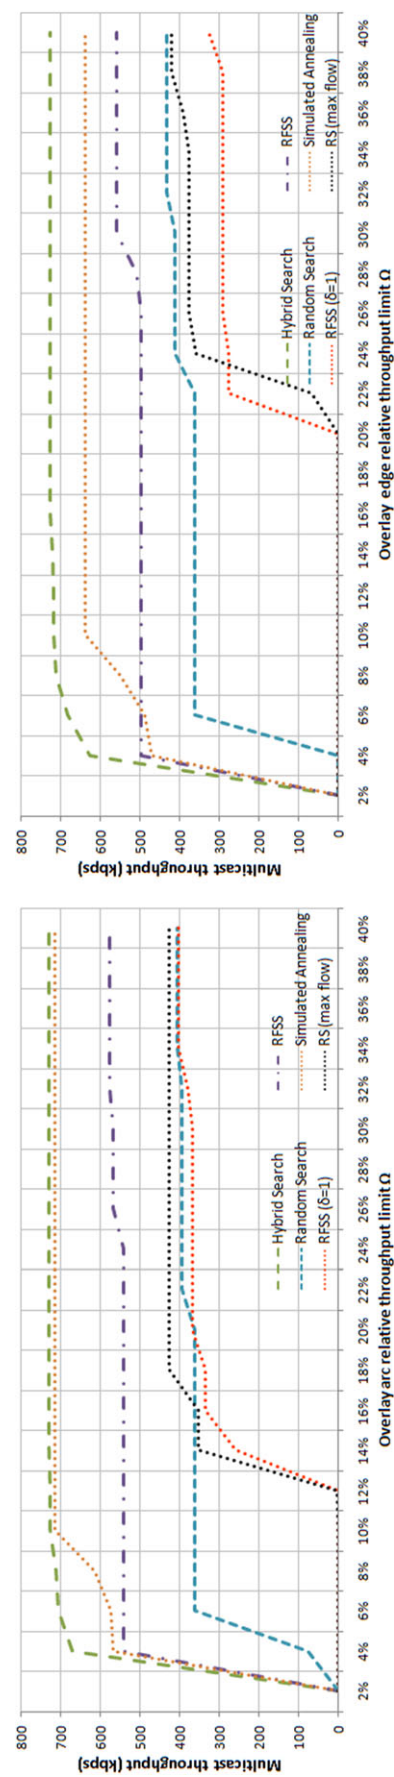 800
700
600
500
400
300
200
100
0
Multicast throughput (kbps)
2% 4% 6% 8% 10% 12% 14% 16% 18% 20% 22% 24% 26% 28% 30% 32% 34% 36% 38% 40%
Overlay arc relative throughput limit Ω
Hybrid Search
RFSS
Random Search
Simulated Annealing
RFSS (δ=1)
RS (max flow)
800
700
600
500
400
300
200
100
0
Multicast throughput (kbps)
2% 4% 6% 8% 10% 12% 14% 16% 18% 20% 22% 24% 26% 28% 30% 32% 34% 36% 38% 40%
Overlay edge relative throughput limit Ω
Hybrid Search
RFSS
Random Search
Simulated Annealing
RFSS (δ=1)
RS (max flow)